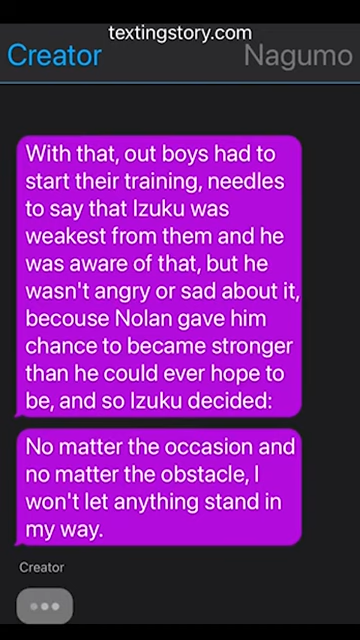 textingstory.com
Creator Nagumo
With that, out boys had to
start their training, needles
to say that Izuku was
weakest from them and he
was aware of that, but he
wasn't angry or sad about it,
becouse Nolan gave him
chance to became stronger
than he could ever hope to
be, and so Izuku decided:
No matter the occasion and
no matter the obstacle, I
won't let anything stand in
my way.
Creator